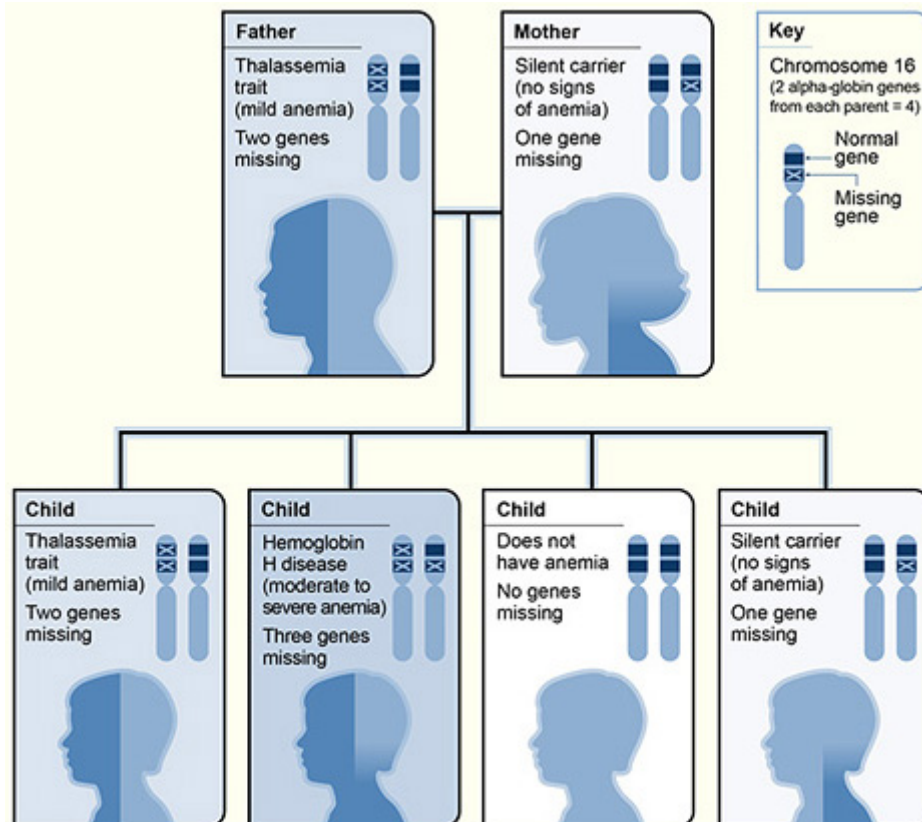 Father
Thalassemia
trait
(mild anemia)
Two genes
missing
Mother
Silent carrier
(no signs
of anemia)
One gene
missing
Key
Chromosome 16
(2 alpha-globin genes
from each parent = 4)
Normal
gene
Missing
gene
Child
Thalassemia
trait
(mild anemia)
Two genes
missing
Child
Hemoglobin
H disease
(moderate to
severe anemia)
Three genes
missing
Child
Does not
have anemia
No genes
missing
Child
Silent carrier
(no signs
of anemia)
One gene
missing